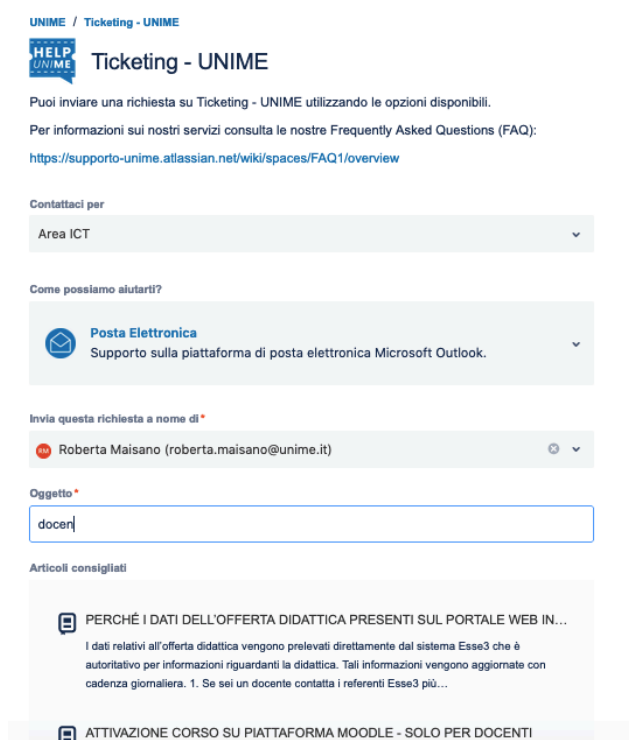 UNIME / Ticketing - UNIME
HELP
UNIME
Ticketing - UNIME
Puoi inviare una richiesta su Ticketing - UNIME utilizzando le opzioni disponibili.
Per informazioni sui nostri servizi consulta le nostre Frequently Asked Questions (FAQ):
https://supporto-unime.atlassian.net/wiki/spaces/FAQ1/overview
Contattaci per
Area ICT
Come possiamo aiutarti?
Posta Elettronica
Supporto sulla piattaforma di posta elettronica Microsoft Outlook.
Invia questa richiesta a nome di*
RM Roberta Maisano (roberta.maisano@unime.it)
Oggetto*
docen
Articoli consigliati
PERCHÉ I DATI DELL'OFFERTA DIDATTICA PRESENTI SUL PORTALE WEB IN...
I dati relativi all'offerta didattica vengono prelevati direttamente dal sistema Esse3 che è
autoritativo per informazioni riguardanti la didattica. Tali informazioni vengono aggiornate con
cadenza giornaliera. 1. Se sei un docente contatta i referenti Esse3 più...
ATTIVAZIONE CORSO SU PIATTAFORMA MOODLE - SOLO PER DOCENTI